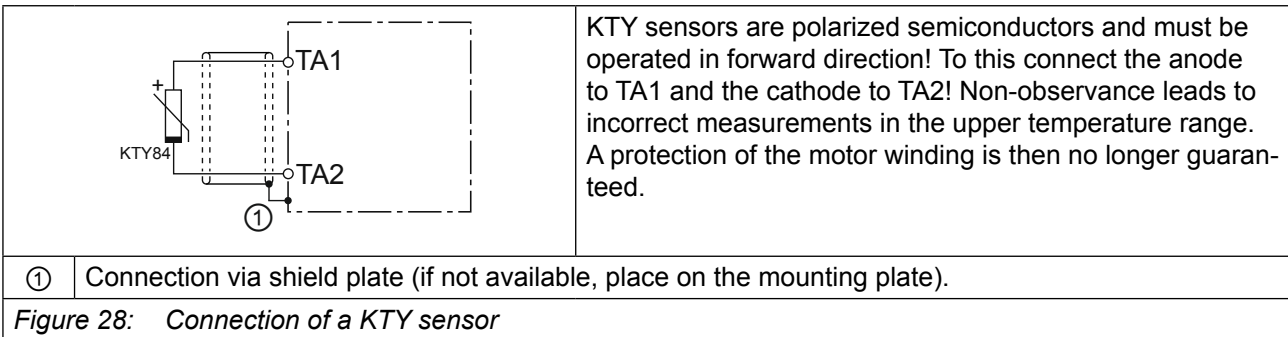 +
TA1
KTY84
TA2
①
KTY sensors are polarized semiconductors and must be
operated in forward direction! To this connect the anode
to TA1 and the cathode to TA2! Non-observance leads to
incorrect measurements in the upper temperature range.
A protection of the motor winding is then no longer guaran-
teed.
① Connection via shield plate (if not available, place on the mounting plate).
Figure 28: Connection of a KTY sensor